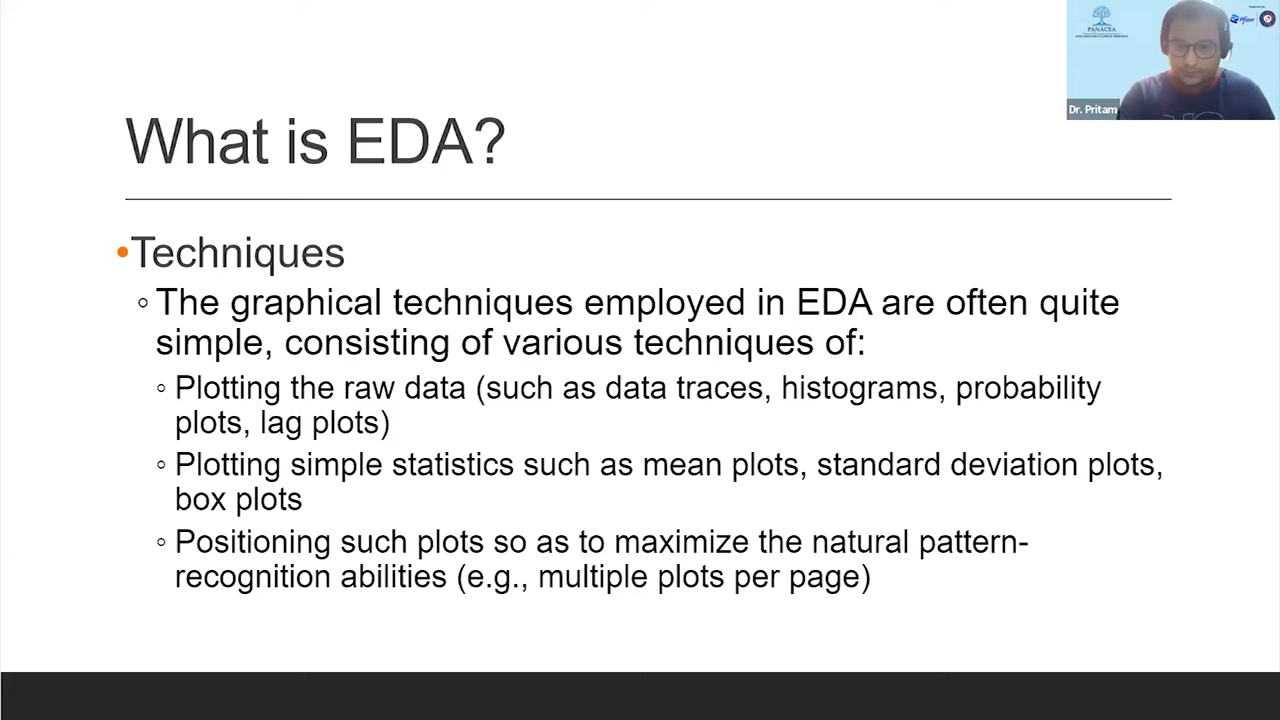 PANACEA
Pfizer
Dr. Pritam
What is EDA?
•Techniques
◦ The graphical techniques employed in EDA are often quite
simple, consisting of various techniques of:
◦ Plotting the raw data (such as data traces, histograms, probability
plots, lag plots)
◦ Plotting simple statistics such as mean plots, standard deviation plots,
box plots
◦ Positioning such plots so as to maximize the natural pattern-
recognition abilities (e.g., multiple plots per page)